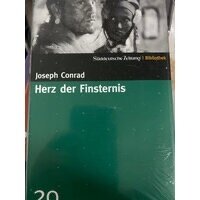 Süddeutsche Zeitung | Bibliothek
Joseph Conrad
Herz der Finsternis
20